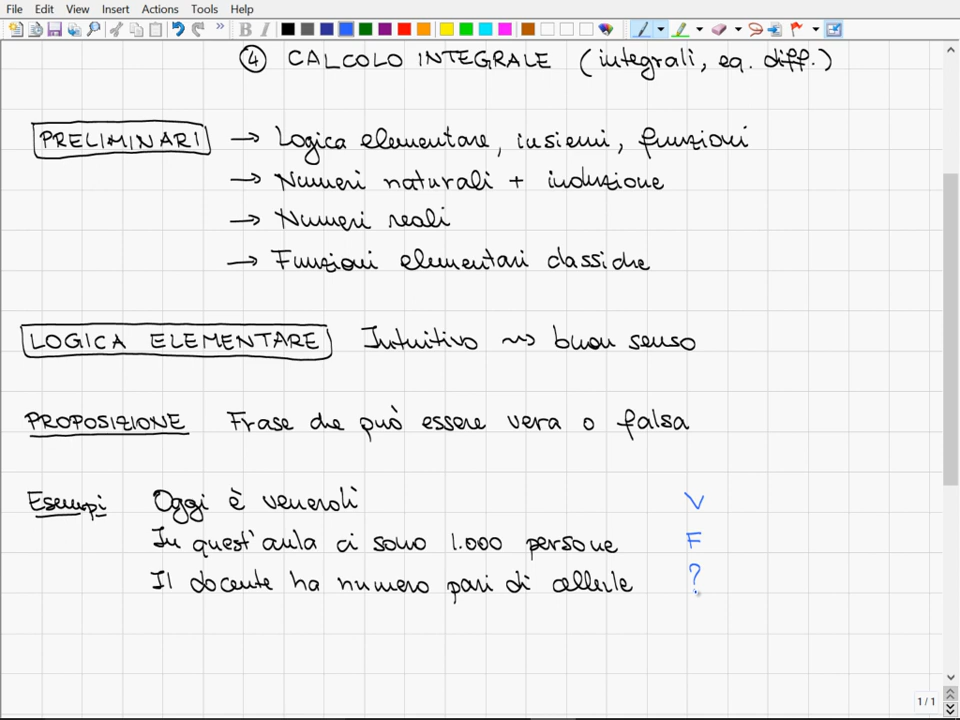 File Edit View Insert Actions Tools Help
B I »
④ CALCOLO INTEGRALE (integrali, eq. diff.)
PRELIMINARI → Logica elementare, insiemi, funzioni
→ Numeri naturali + induzione
→ Numeri reali
→ Funzioni elementari classiche
LOGICA ELEMENTARE Intuitivo ⇝ buon senso
PROPOSIZIONE Frase che può essere vera o falsa
Esempi Oggi è venerdì V
In quest'aula ci sono 1.000 persone F
Il docente ha numero pari di cellule ?
1 / 1